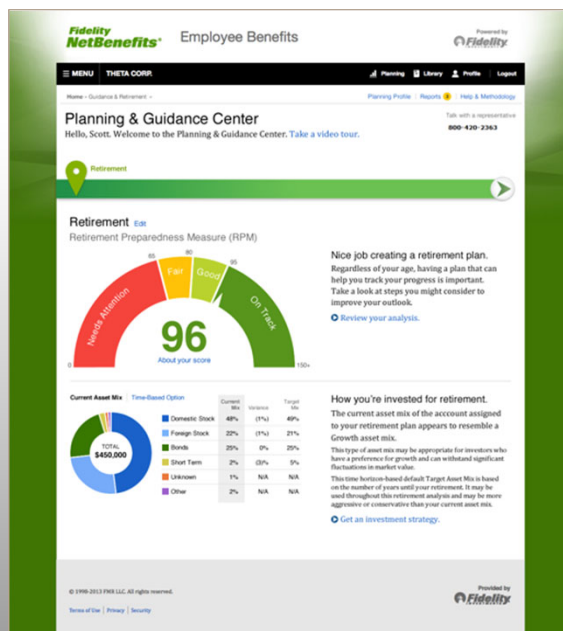 Fidelity
NetBenefits®
Employee Benefits
Powered by
Fidelity
MENU THETA CORP.
Planning Library Profile Logout
Home > Guidance & Retirement >
Planning Profile Reports 3 Help & Methodology
Planning & Guidance Center
Talk with a representative
Hello, Scott. Welcome to the Planning & Guidance Center. Take a video tour.
800-420-2363
Retirement
Retirement Edit
Retirement Preparedness Measure (RPM)
0
65
80
95
150+
Needs Attention
Fair
Good
On Track
96
About your score
Nice job creating a retirement plan.
Regardless of your age, having a plan that can
help you track your progress is important.
Take a look at steps you might consider to
improve your outlook.
Review your analysis.
Current Asset Mix Time-Based Option
TOTAL
$450,000
Current Mix Variance Target Mix
Domestic Stock 48% (1%) 49%
Foreign Stock 22% (1%) 21%
Bonds 25% 0% 25%
Short Term 2% (3)% 5%
Unknown 1% N/A N/A
Other 2% N/A N/A
How you're invested for retirement.
The current asset mix of the acccount assigned
to your retirement plan appears to resemble a
Growth asset mix.
This type of asset mix may be appropriate for investors who
have a preference for growth and can withstand significant
fluctuations in market value.
This time horizon-based default Target Asset Mix is based
on the number of years until your retirement. It may be
used throughout this retirement analysis and may be more
aggressive or conservative than your current asset mix.
Get an investment strategy.
© 1998-2013 FMR LLC. All rights reserved.
Terms of Use Privacy Security
Provided by
Fidelity